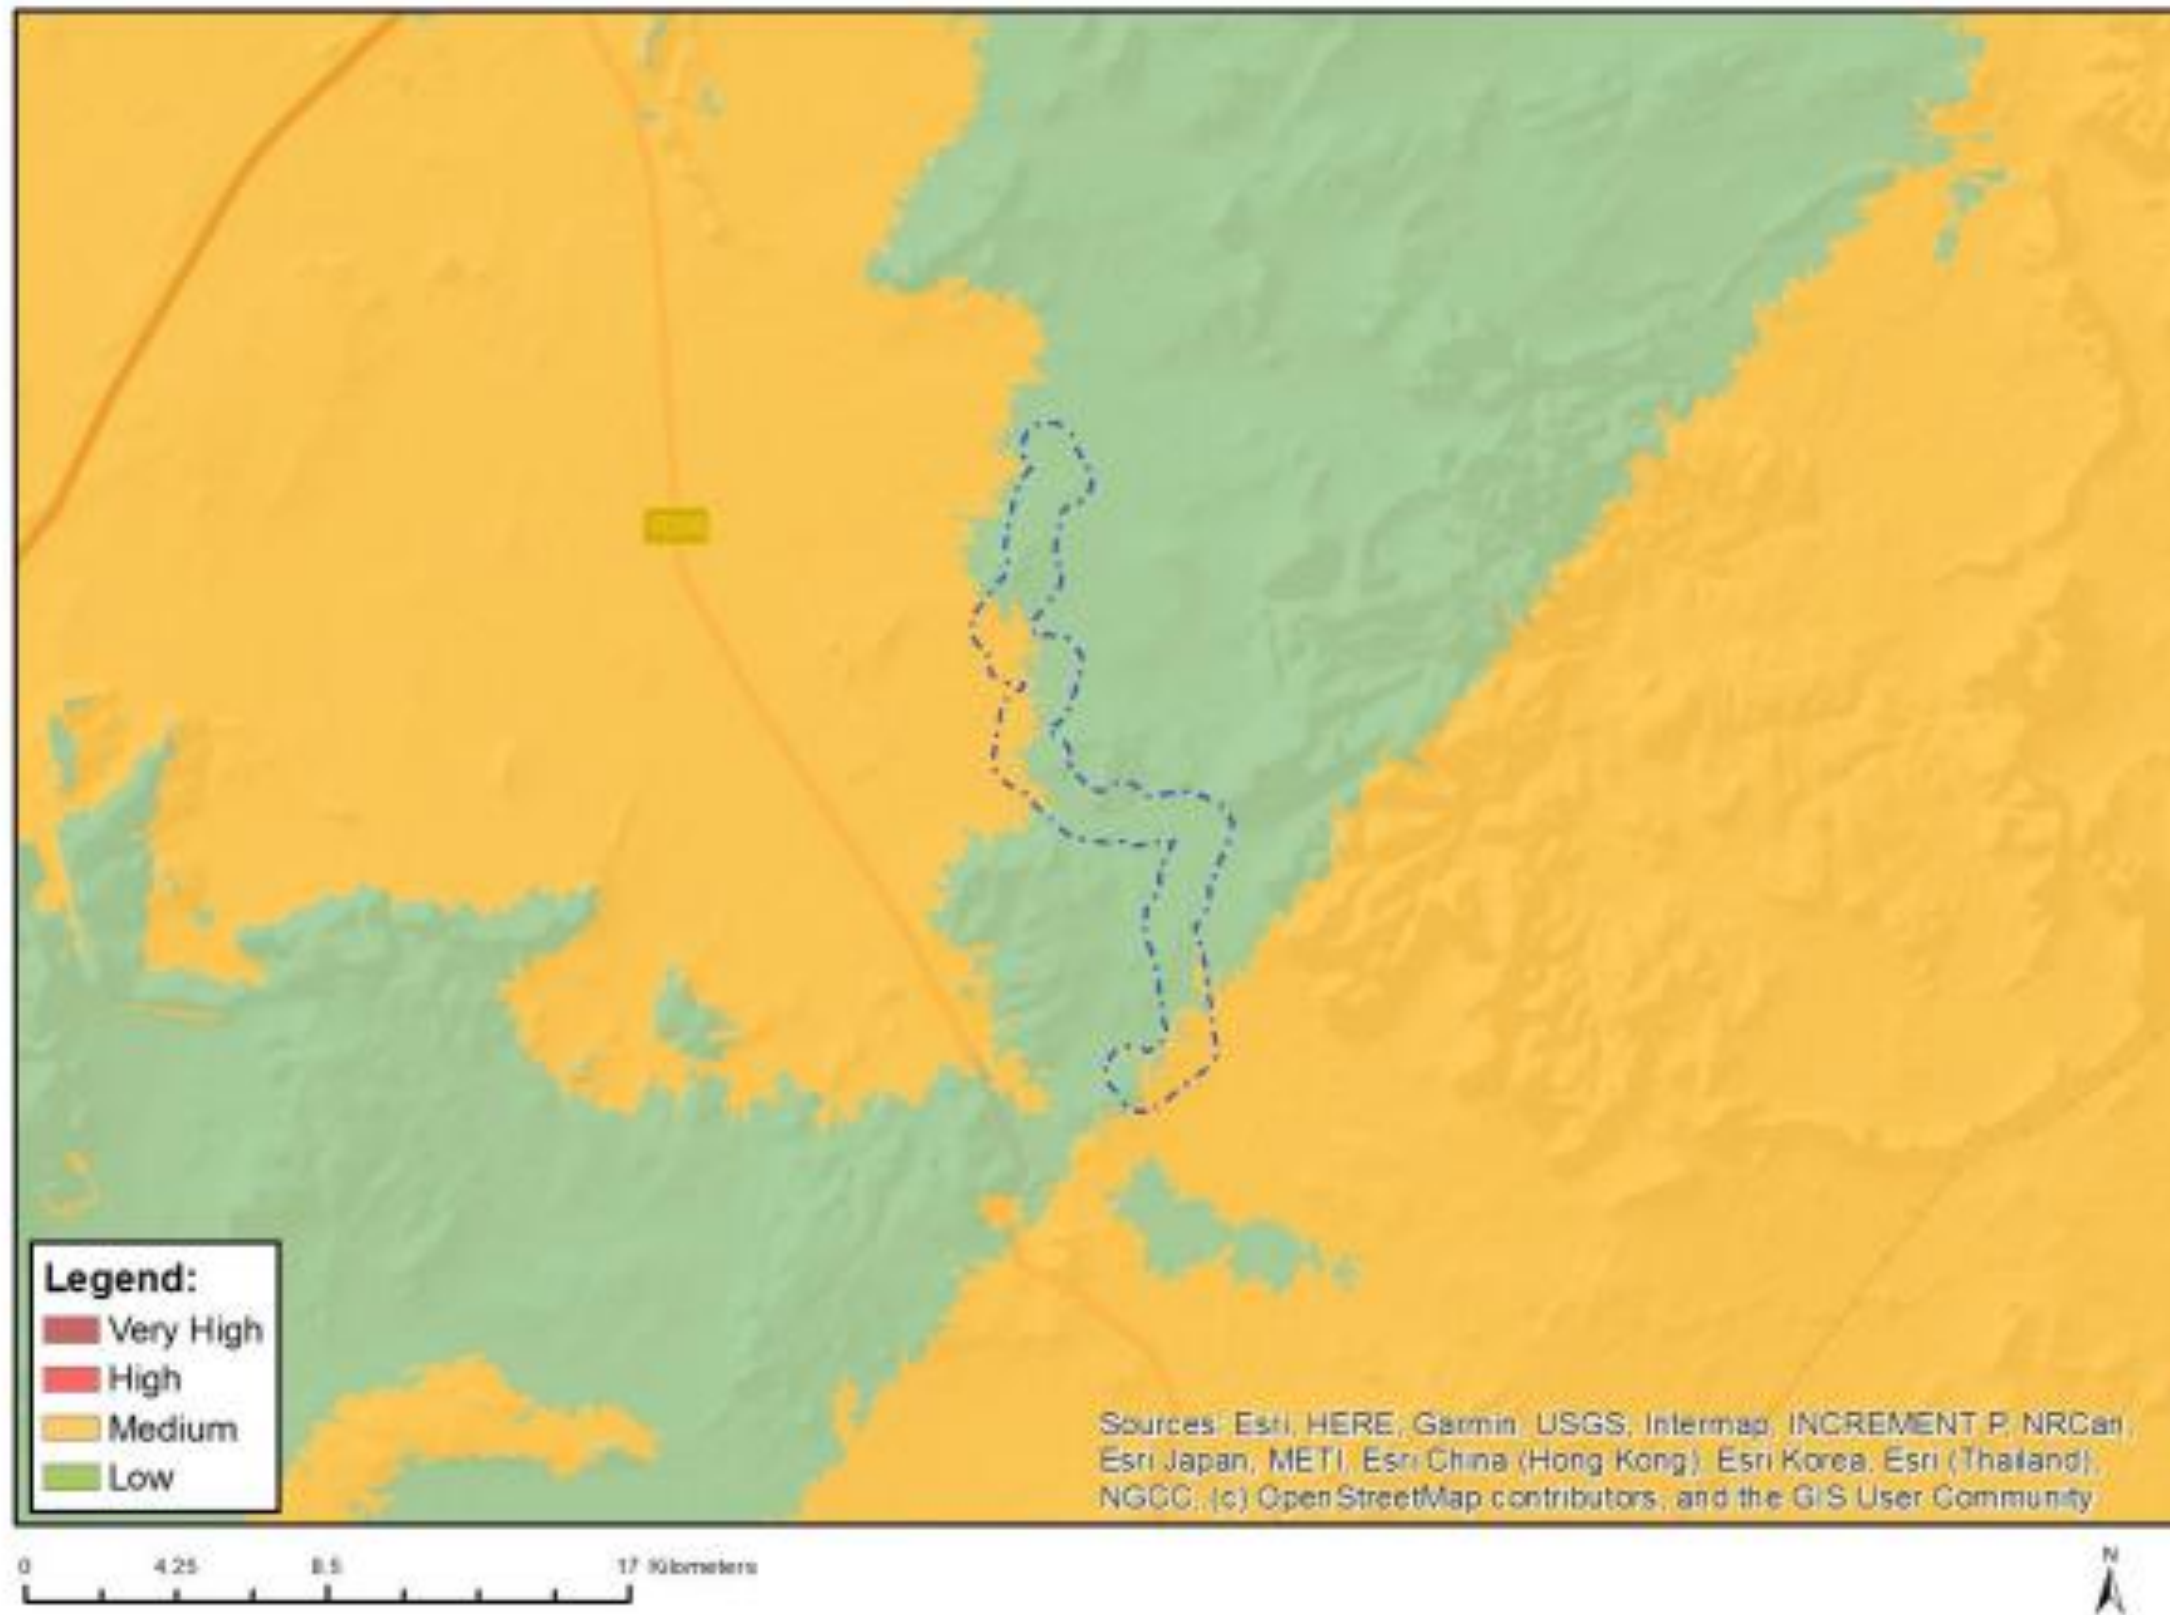 Legend:
Very High
High
Medium
Low
Sources: Esri, HERE, Garmin, USGS, Intermap, INCREMENT P, NRCan,
Esri Japan, METI, Esri China (Hong Kong), Esri Korea, Esri (Thailand),
NGCC, (c) OpenStreetMap contributors, and the GIS User Community
0 4.25 8.5 17 Kilometers
N